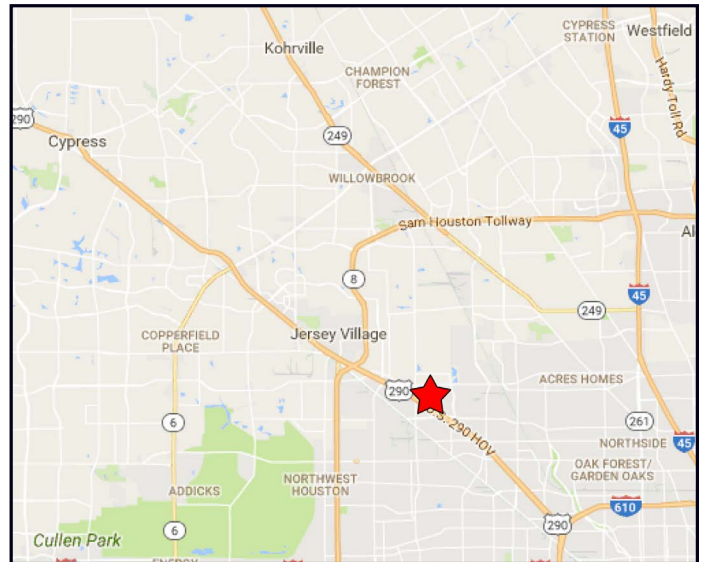 CYPRESS
STATION
Westfield
Kohrville
Hardy Toll Rd
CHAMPION
FOREST
290
45
249
Cypress
WILLOWBROOK
Sam Houston Tollway
Al
8
45
249
Jersey Village
COPPERFIELD
PLACE
ACRES HOMES
290
U.S. 290 HOV
6
261
NORTHSIDE
45
OAK FOREST/
GARDEN OAKS
NORTHWEST
HOUSTON
ADDICKS
610
6
290
Cullen Park
ENERGY